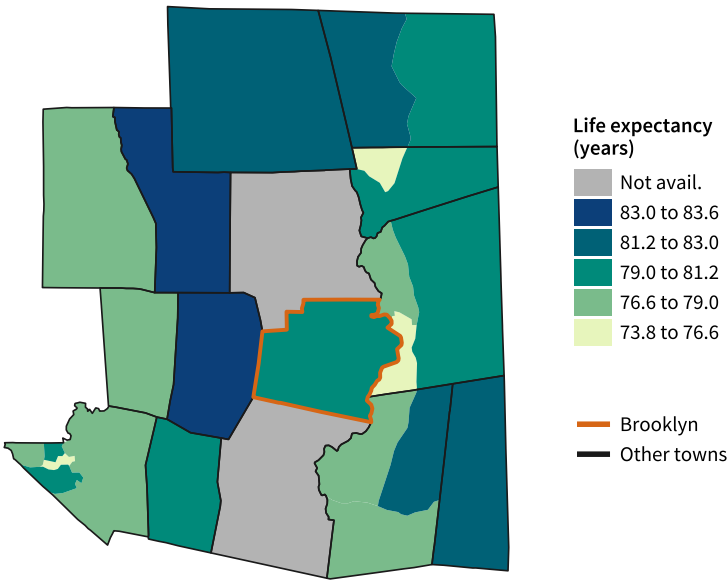 Life expectancy
(years)
Not avail.
83.0 to 83.6
81.2 to 83.0
79.0 to 81.2
76.6 to 79.0
73.8 to 76.6
Brooklyn
Other towns